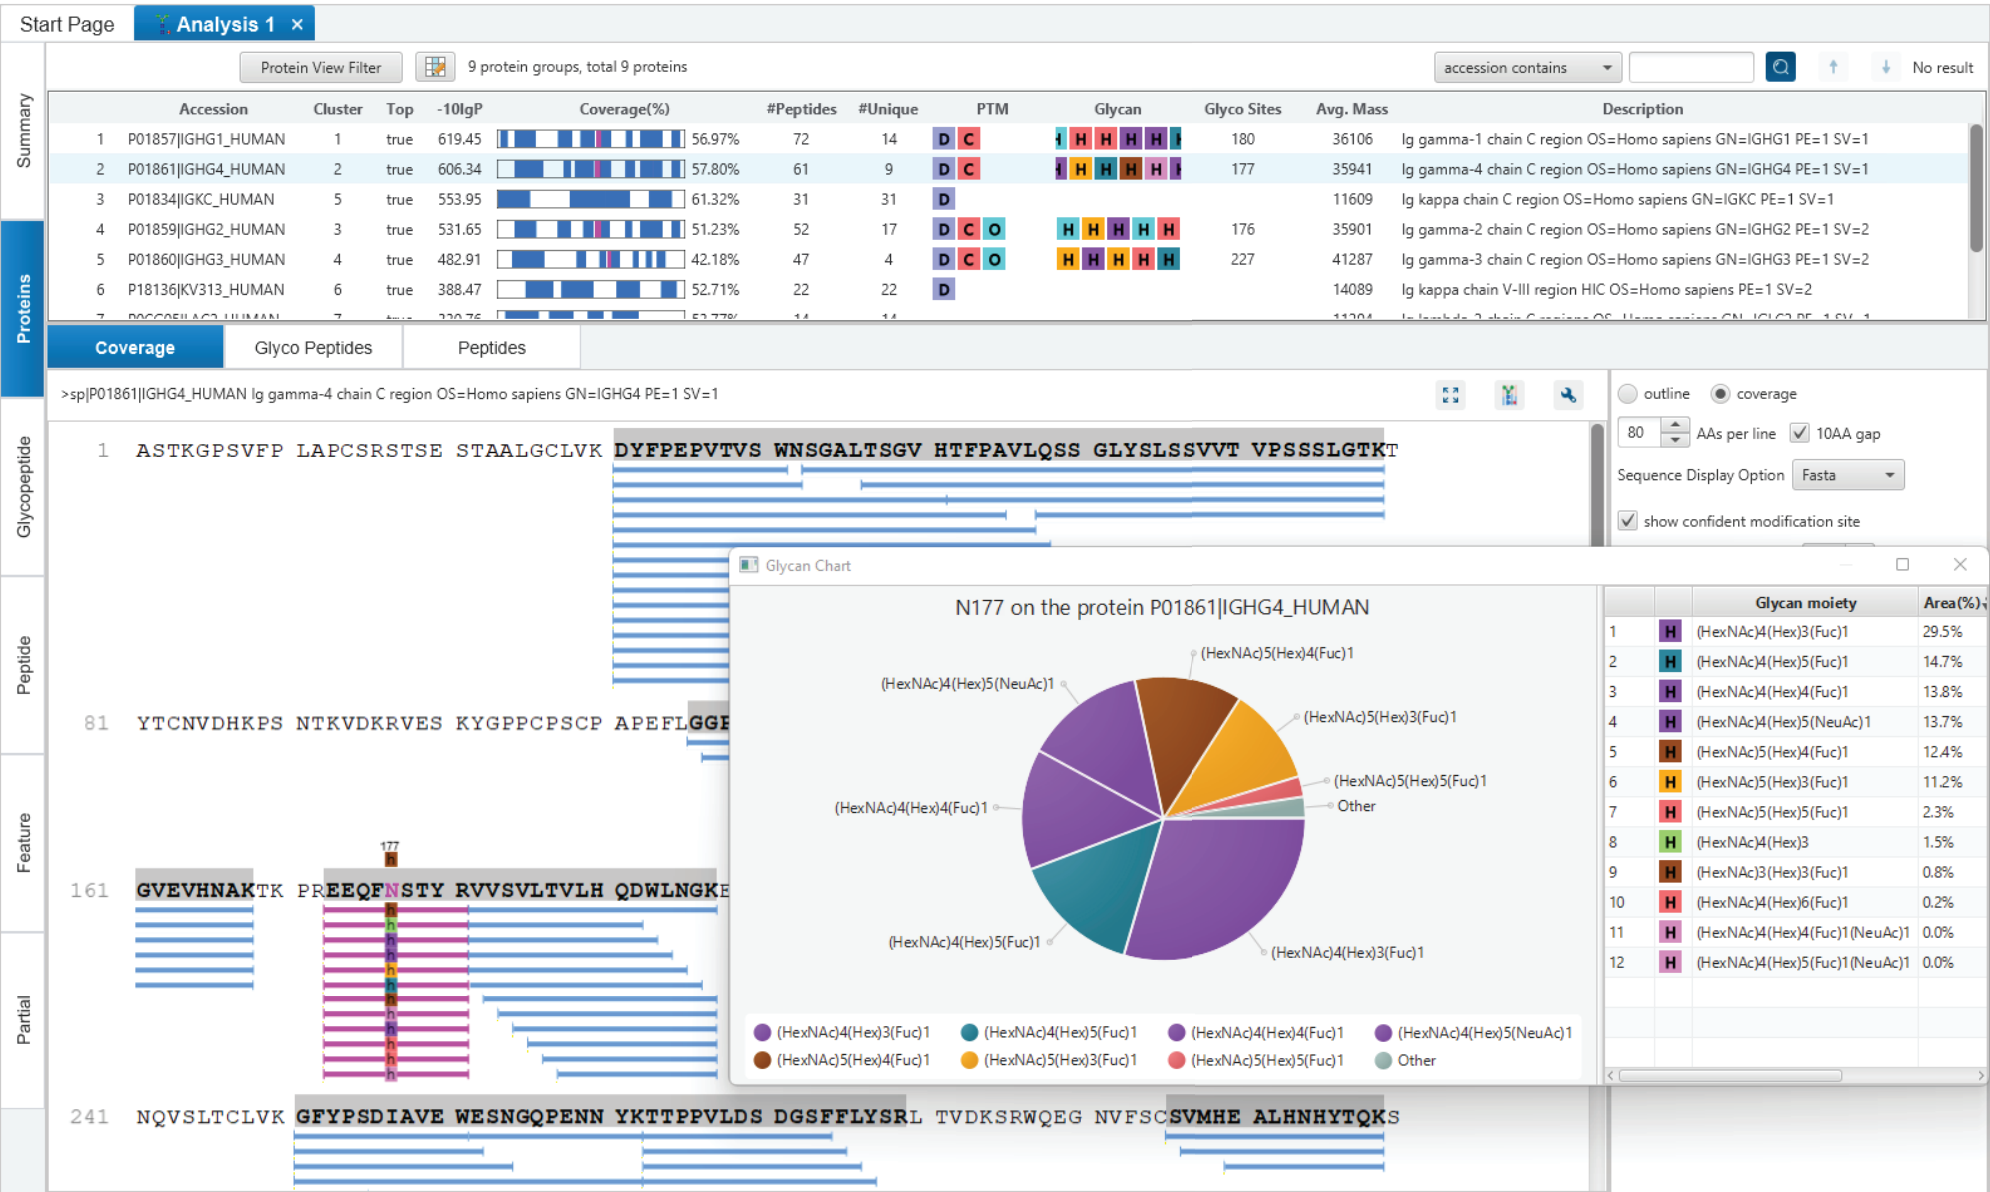 Start Page Analysis 1 ×
Summary
Proteins
Glycopeptide
Peptide
Feature
Partial
Protein View Filter 9 protein groups, total 9 proteins accession contains No result
Accession Cluster Top -10lgP Coverage(%) #Peptides #Unique PTM Glycan Glyco Sites Avg. Mass Description
1 P01857|IGHG1_HUMAN 1 true 619.45 56.97% 72 14 D C H H H H H H 180 36106 Ig gamma-1 chain C region OS=Homo sapiens GN=IGHG1 PE=1 SV=1
2 P01861|IGHG4_HUMAN 2 true 606.34 57.80% 61 9 D C H H H H H H 177 35941 Ig gamma-4 chain C region OS=Homo sapiens GN=IGHG4 PE=1 SV=1
3 P01834|IGKC_HUMAN 5 true 553.95 61.32% 31 31 D 11609 Ig kappa chain C region OS=Homo sapiens GN=IGKC PE=1 SV=1
4 P01859|IGHG2_HUMAN 3 true 531.65 51.23% 52 17 D C O H H H H H 176 35901 Ig gamma-2 chain C region OS=Homo sapiens GN=IGHG2 PE=1 SV=2
5 P01860|IGHG3_HUMAN 4 true 482.91 42.18% 47 4 D C O H H H H H 227 41287 Ig gamma-3 chain C region OS=Homo sapiens GN=IGHG3 PE=1 SV=2
6 P18136|KV313_HUMAN 6 true 388.47 52.71% 22 22 D 14089 Ig kappa chain V-III region HIC OS=Homo sapiens PE=1 SV=2
Coverage Glyco Peptides Peptides
>sp|P01861|IGHG4_HUMAN Ig gamma-4 chain C region OS=Homo sapiens GN=IGHG4 PE=1 SV=1
outline coverage
80 AAs per line 10AA gap
Sequence Display Option Fasta
show confident modification site
1 ASTKGPSVFP LAPCSRSTSE STAALGCLVK DYFPEPVTVS WNSGALTSGV HTFPAVLQSS GLYSLSSVVT VPSSSLGTKT
81 YTCNVDHKPS NTKVDKRVES KYGPPCPSCP APEFLGGP
177
h
161 GVEVHNAKTK PREEQFNSTYR VVSVLTVLH QDWLNGKE
h
h
h
h
h
h
h
h
h
h
h
h
241 NQVSLTCLVK GFYPSDIAVE WESNGQPENN YKTTPPVLDS DGSFFLYSRL TVDKSRWQEG NVFSCSVMHE ALHNHYTQKS
Glycan Chart
N177 on the protein P01861|IGHG4_HUMAN
(HexNAc)5(Hex)4(Fuc)1
(HexNAc)4(Hex)5(NeuAc)1
(HexNAc)5(Hex)3(Fuc)1
(HexNAc)5(Hex)5(Fuc)1
Other
(HexNAc)4(Hex)4(Fuc)1
(HexNAc)4(Hex)5(Fuc)1
(HexNAc)4(Hex)3(Fuc)1
(HexNAc)4(Hex)3(Fuc)1 (HexNAc)4(Hex)5(Fuc)1 (HexNAc)4(Hex)4(Fuc)1 (HexNAc)4(Hex)5(NeuAc)1
(HexNAc)5(Hex)4(Fuc)1 (HexNAc)5(Hex)3(Fuc)1 (HexNAc)5(Hex)5(Fuc)1 Other
Glycan moiety Area(%)
1 H (HexNAc)4(Hex)3(Fuc)1 29.5%
2 H (HexNAc)4(Hex)5(Fuc)1 14.7%
3 H (HexNAc)4(Hex)4(Fuc)1 13.8%
4 H (HexNAc)4(Hex)5(NeuAc)1 13.7%
5 H (HexNAc)5(Hex)4(Fuc)1 12.4%
6 H (HexNAc)5(Hex)3(Fuc)1 11.2%
7 H (HexNAc)5(Hex)5(Fuc)1 2.3%
8 H (HexNAc)4(Hex)3 1.5%
9 H (HexNAc)3(Hex)3(Fuc)1 0.8%
10 H (HexNAc)4(Hex)6(Fuc)1 0.2%
11 H (HexNAc)4(Hex)4(Fuc)1(NeuAc)1 0.0%
12 H (HexNAc)4(Hex)5(Fuc)1(NeuAc)1 0.0%